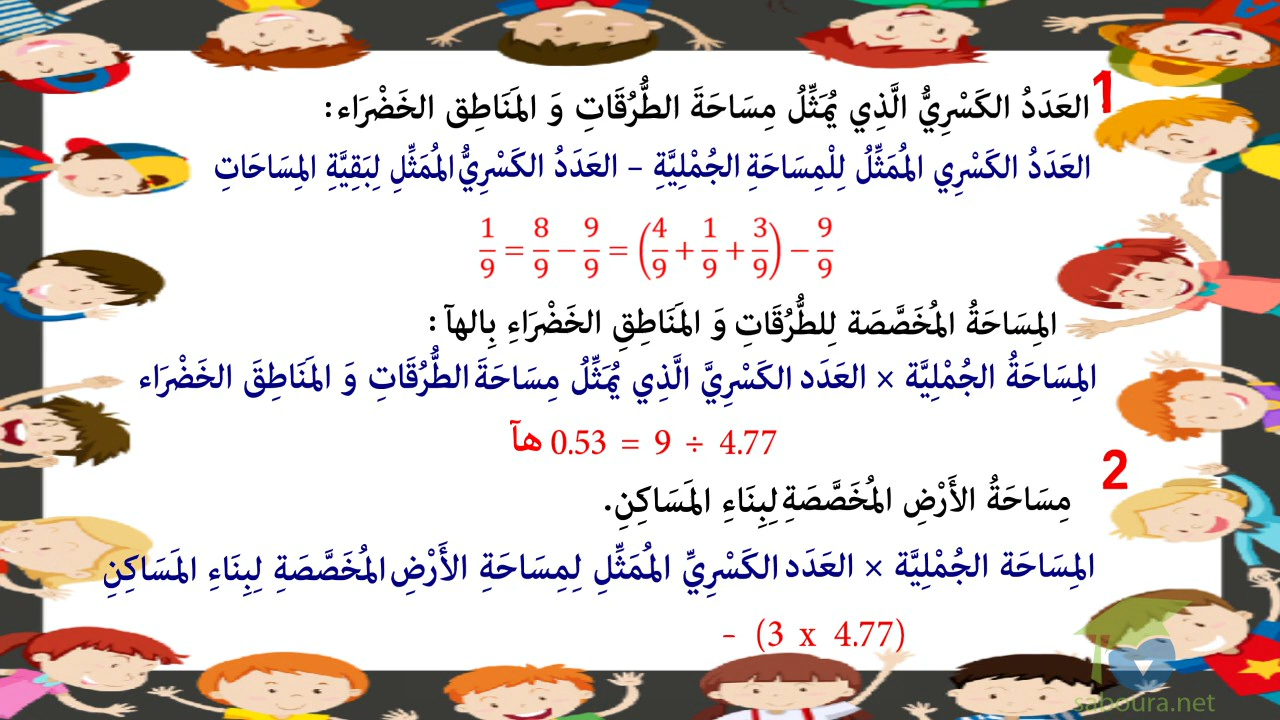 1 العَدَدُ الكَسْرِيُّ الَّذِي يُمَثِّلُ مِسَاحَةَ الطُّرُقَاتِ وَ المَنَاطِق الخَضْرَاء:
العَدَدُ الكَسْرِي المُمَثِّلُ لِلْمِسَاحَةِ الجُمْلِيَّةِ – العَدَدُ الكَسْرِيُّ المُمَثِّلِ لِبَقِيَّةِ المِسَاحَاتِ
1/9 = 8/9 − 9/9 = (4/9 + 1/9 + 3/9) − 9/9
المِسَاحَةُ المُخَصَّصَة لِلطُّرُقَاتِ وَ المَنَاطِقِ الخَضْرَاءِ بِالهآ :
المِسَاحَةُ الجُمْلِيَّة × العَدَد الكَسْرِيَّ الَّذِي يُمَثِّلُ مِسَاحَةَ الطُّرُقَاتِ وَ المَنَاطِقَ الخَضْرَاء
4.77 ÷ 9 = 0.53 هآ
2 مِسَاحَةُ الأَرْضِ المُخَصَّصَةِ لِبِنَاءِ المَسَاكِنِ.
المِسَاحَة الجُمْلِيَّة × العَدَد الكَسْرِيِّ المُمَثِّلِ لِمِسَاحَةِ الأَرْضِ المُخَصَّصَةِ لِبِنَاءِ المَسَاكِنِ
- (3 x 4.77)
saboura.net